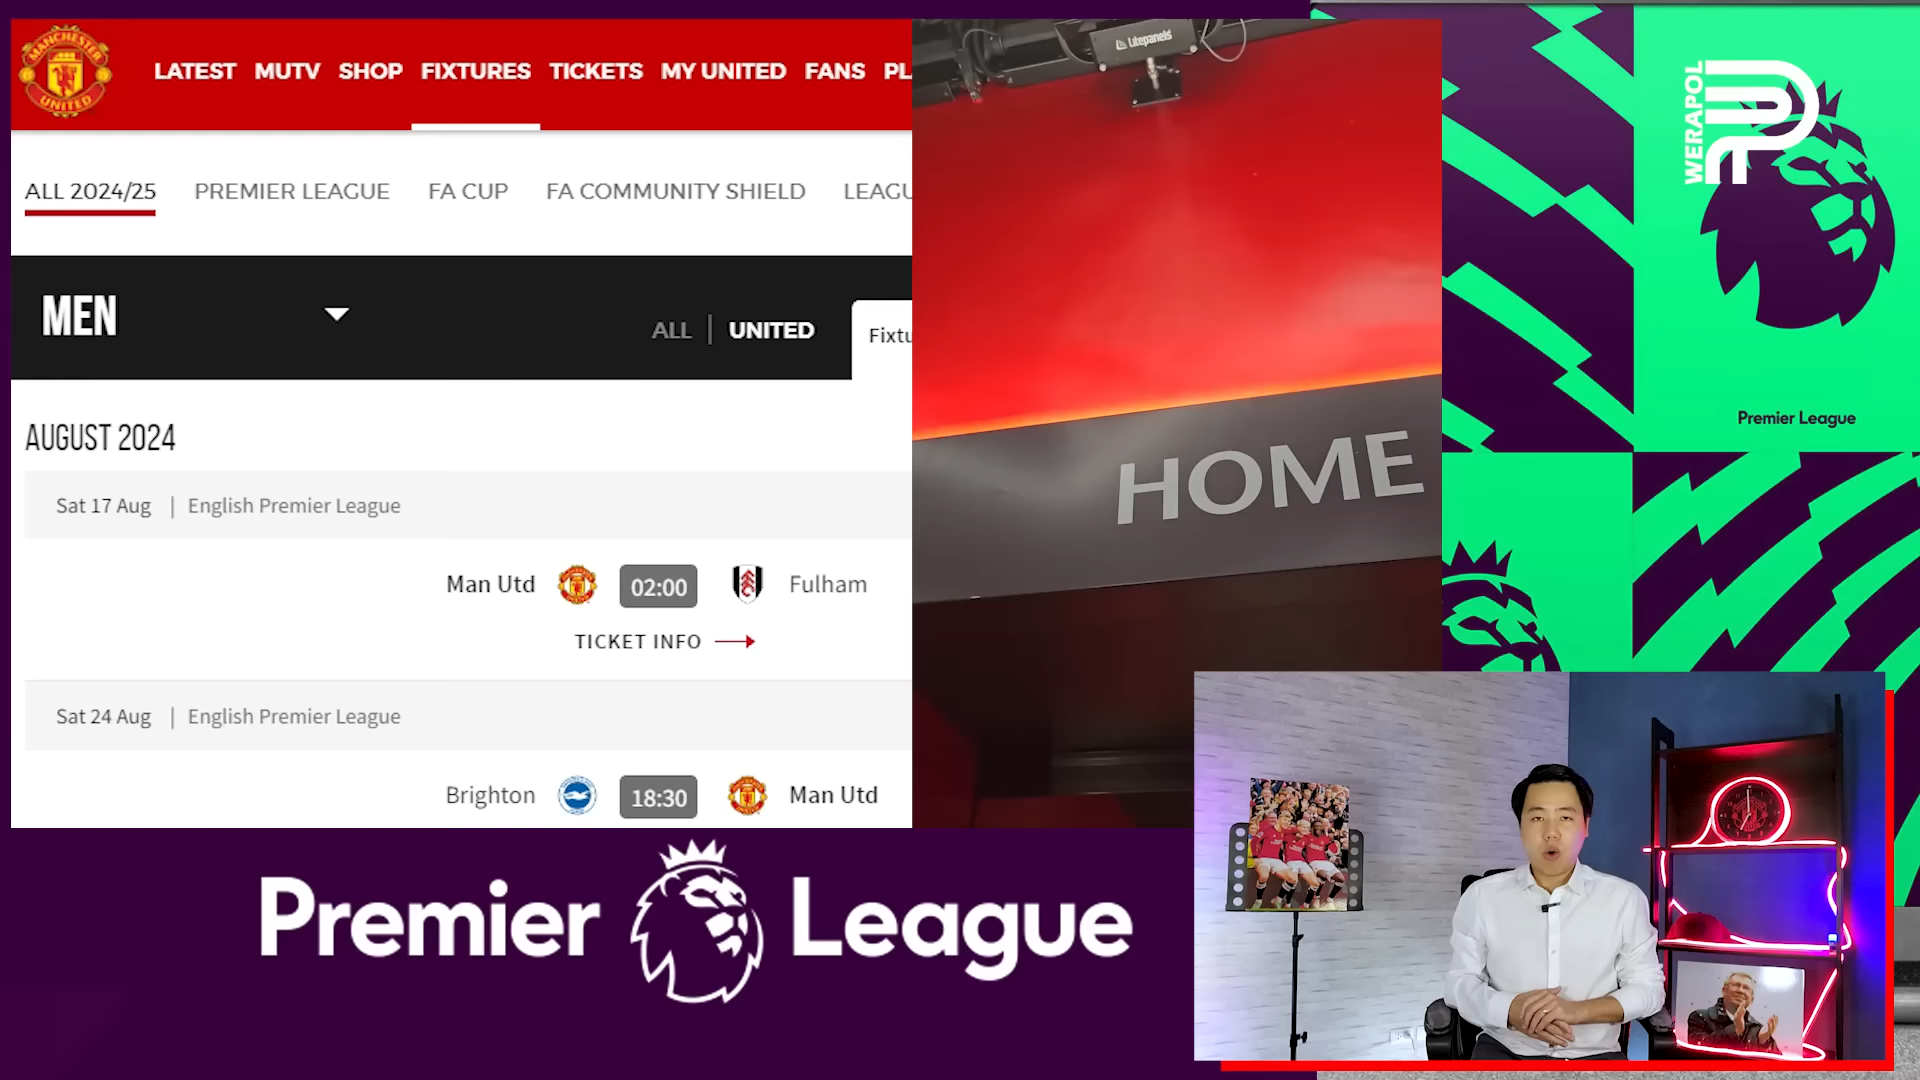 MANCHESTER
UNITED
LATEST MUTV SHOP FIXTURES TICKETS MY UNITED FANS PL
ALL 2024/25 PREMIER LEAGUE FA CUP FA COMMUNITY SHIELD LEAGU
MEN
ALL | UNITED
Fixtu
AUGUST 2024
Sat 17 Aug | English Premier League
Man Utd 02:00 Fulham
TICKET INFO
Sat 24 Aug | English Premier League
Brighton 18:30 Man Utd
Litepanels
HOME
WERAPOL
Premier League
Premier League